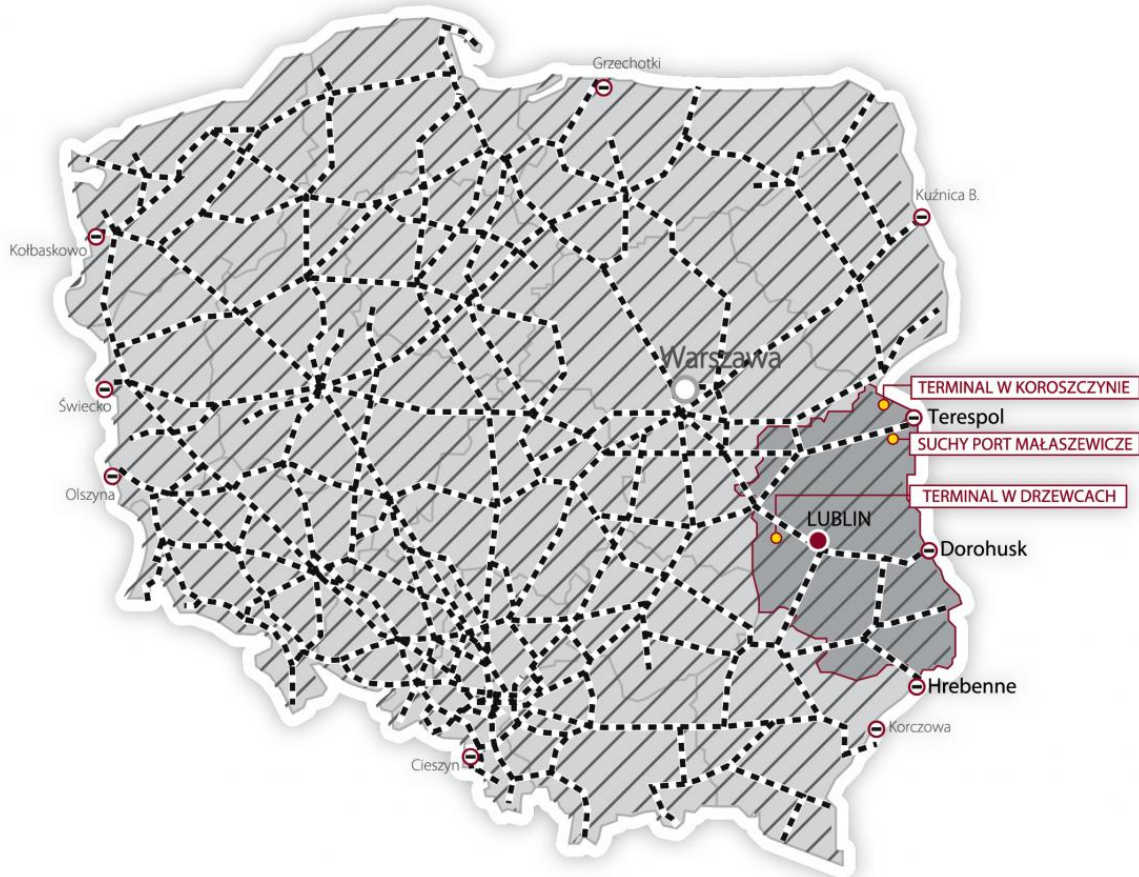 Grzechotki
Kuźnica B.
Kołbaskowo
Warszawa
TERMINAL W KOROSZCZYNIE
Świecko
Terespol
SUCHY PORT MAŁASZEWICZE
Olszyna
TERMINAL W DRZEWCACH
LUBLIN
Dorohusk
Hrebenne
Korczowa
Cieszyn